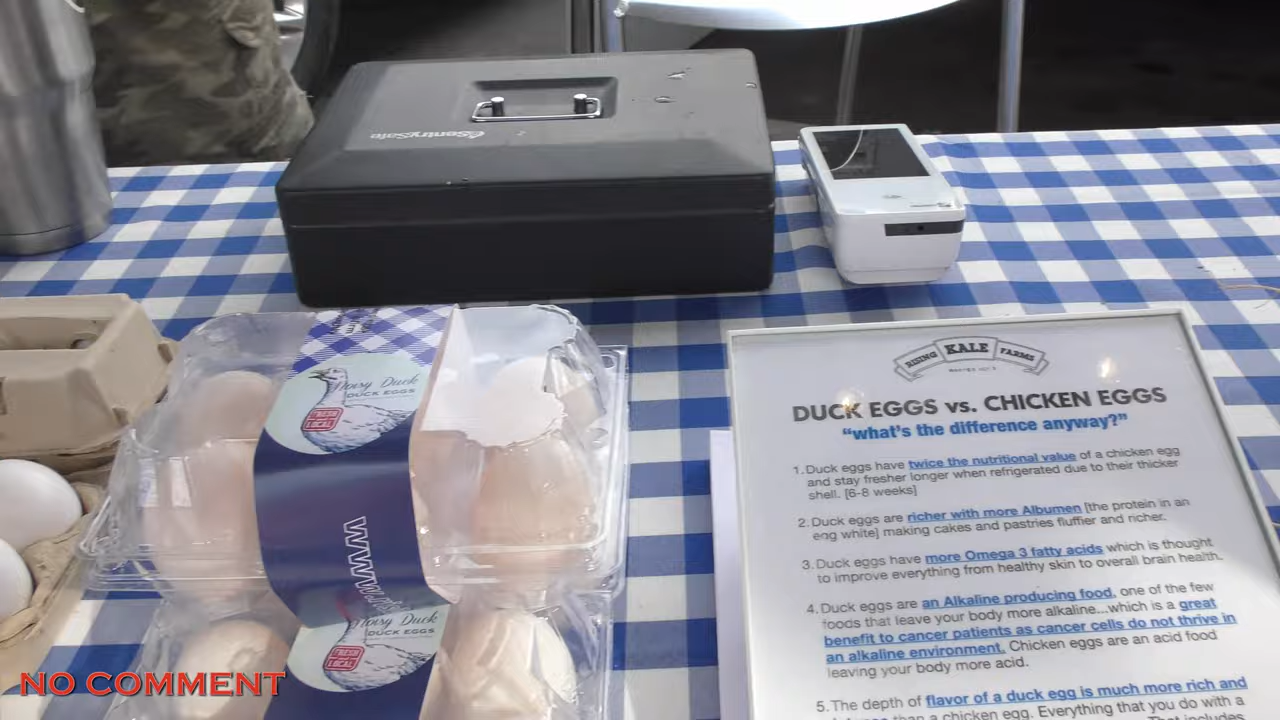 SentrySafe
Noisy Duck
DUCK EGGS
FRESH
LOCAL
WWW.
Noisy Duck
DUCK EGGS
FRESH
LOCAL
RISING KALE FARMS
DUCK EGGS vs. CHICKEN EGGS
“what's the difference anyway?”
1. Duck eggs have twice the nutritional value of a chicken egg
and stay fresher longer when refrigerated due to their thicker
shell. [6-8 weeks]
2. Duck eggs are richer with more Albumen [the protein in an
eng white] making cakes and pastries fluffier and richer.
3. Duck eggs have more Omega 3 fatty acids which is thought
to improve everything from healthy skin to overall brain health.
4. Duck eggs are an Alkaline producing food, one of the few
foods that leave your body more alkaline...which is a great
benefit to cancer patients as cancer cells do not thrive in
an alkaline environment. Chicken eggs are an acid food
leaving your body more acid.
5. The depth of flavor of a duck egg is much more rich and
than a chicken egg. Everything that you do with a
NO COMMENT